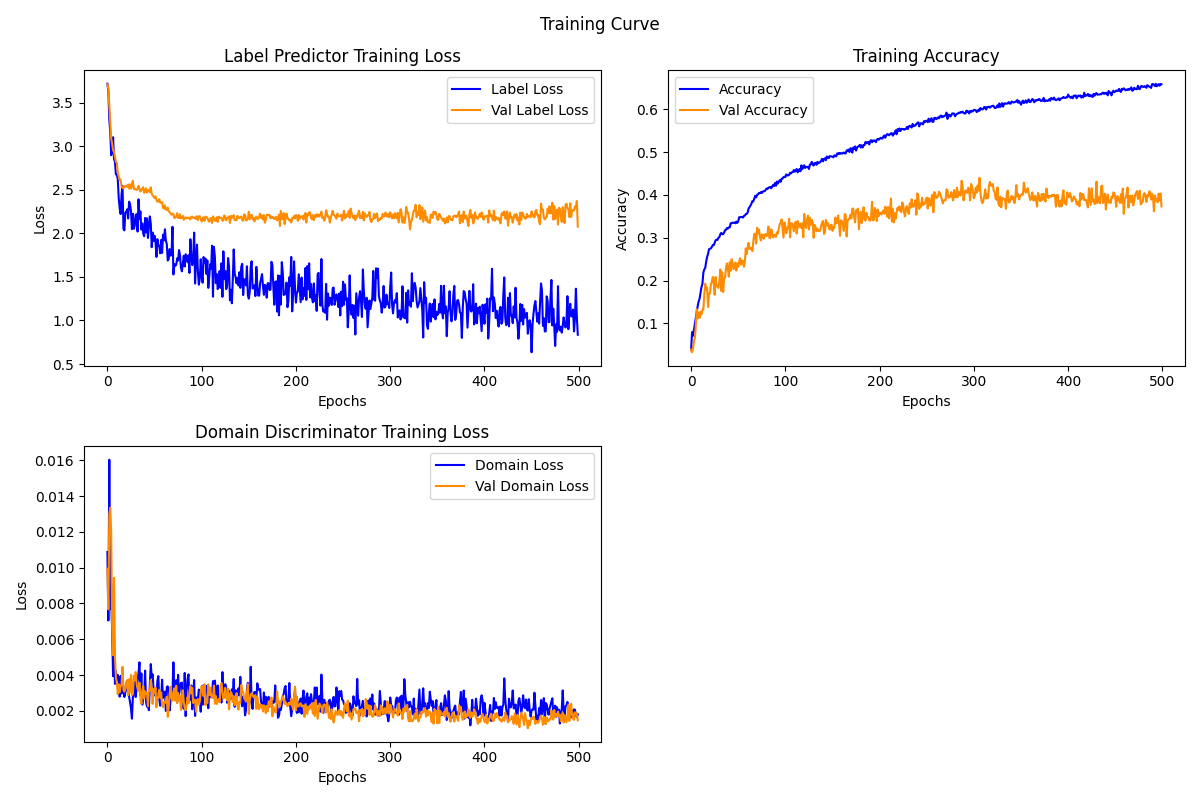 Training Curve
Label Predictor Training Loss
Label Loss
Val Label Loss
3.5
3.0
2.5
2.0
1.5
1.0
0.5
Loss
0 100 200 300 400 500
Epochs
Training Accuracy
Accuracy
Val Accuracy
0.6
0.5
0.4
0.3
0.2
0.1
Accuracy
0 100 200 300 400 500
Epochs
Domain Discriminator Training Loss
Domain Loss
Val Domain Loss
0.016
0.014
0.012
0.010
0.008
0.006
0.004
0.002
Loss
0 100 200 300 400 500
Epochs